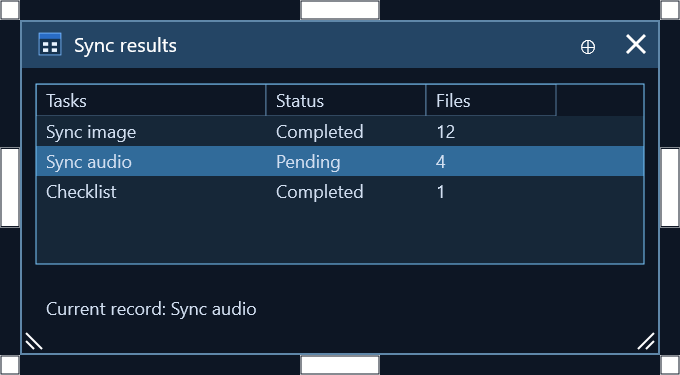 Sync results
Tasks Status Files
Sync image Completed 12
Sync audio Pending 4
Checklist Completed 1
Current record: Sync audio